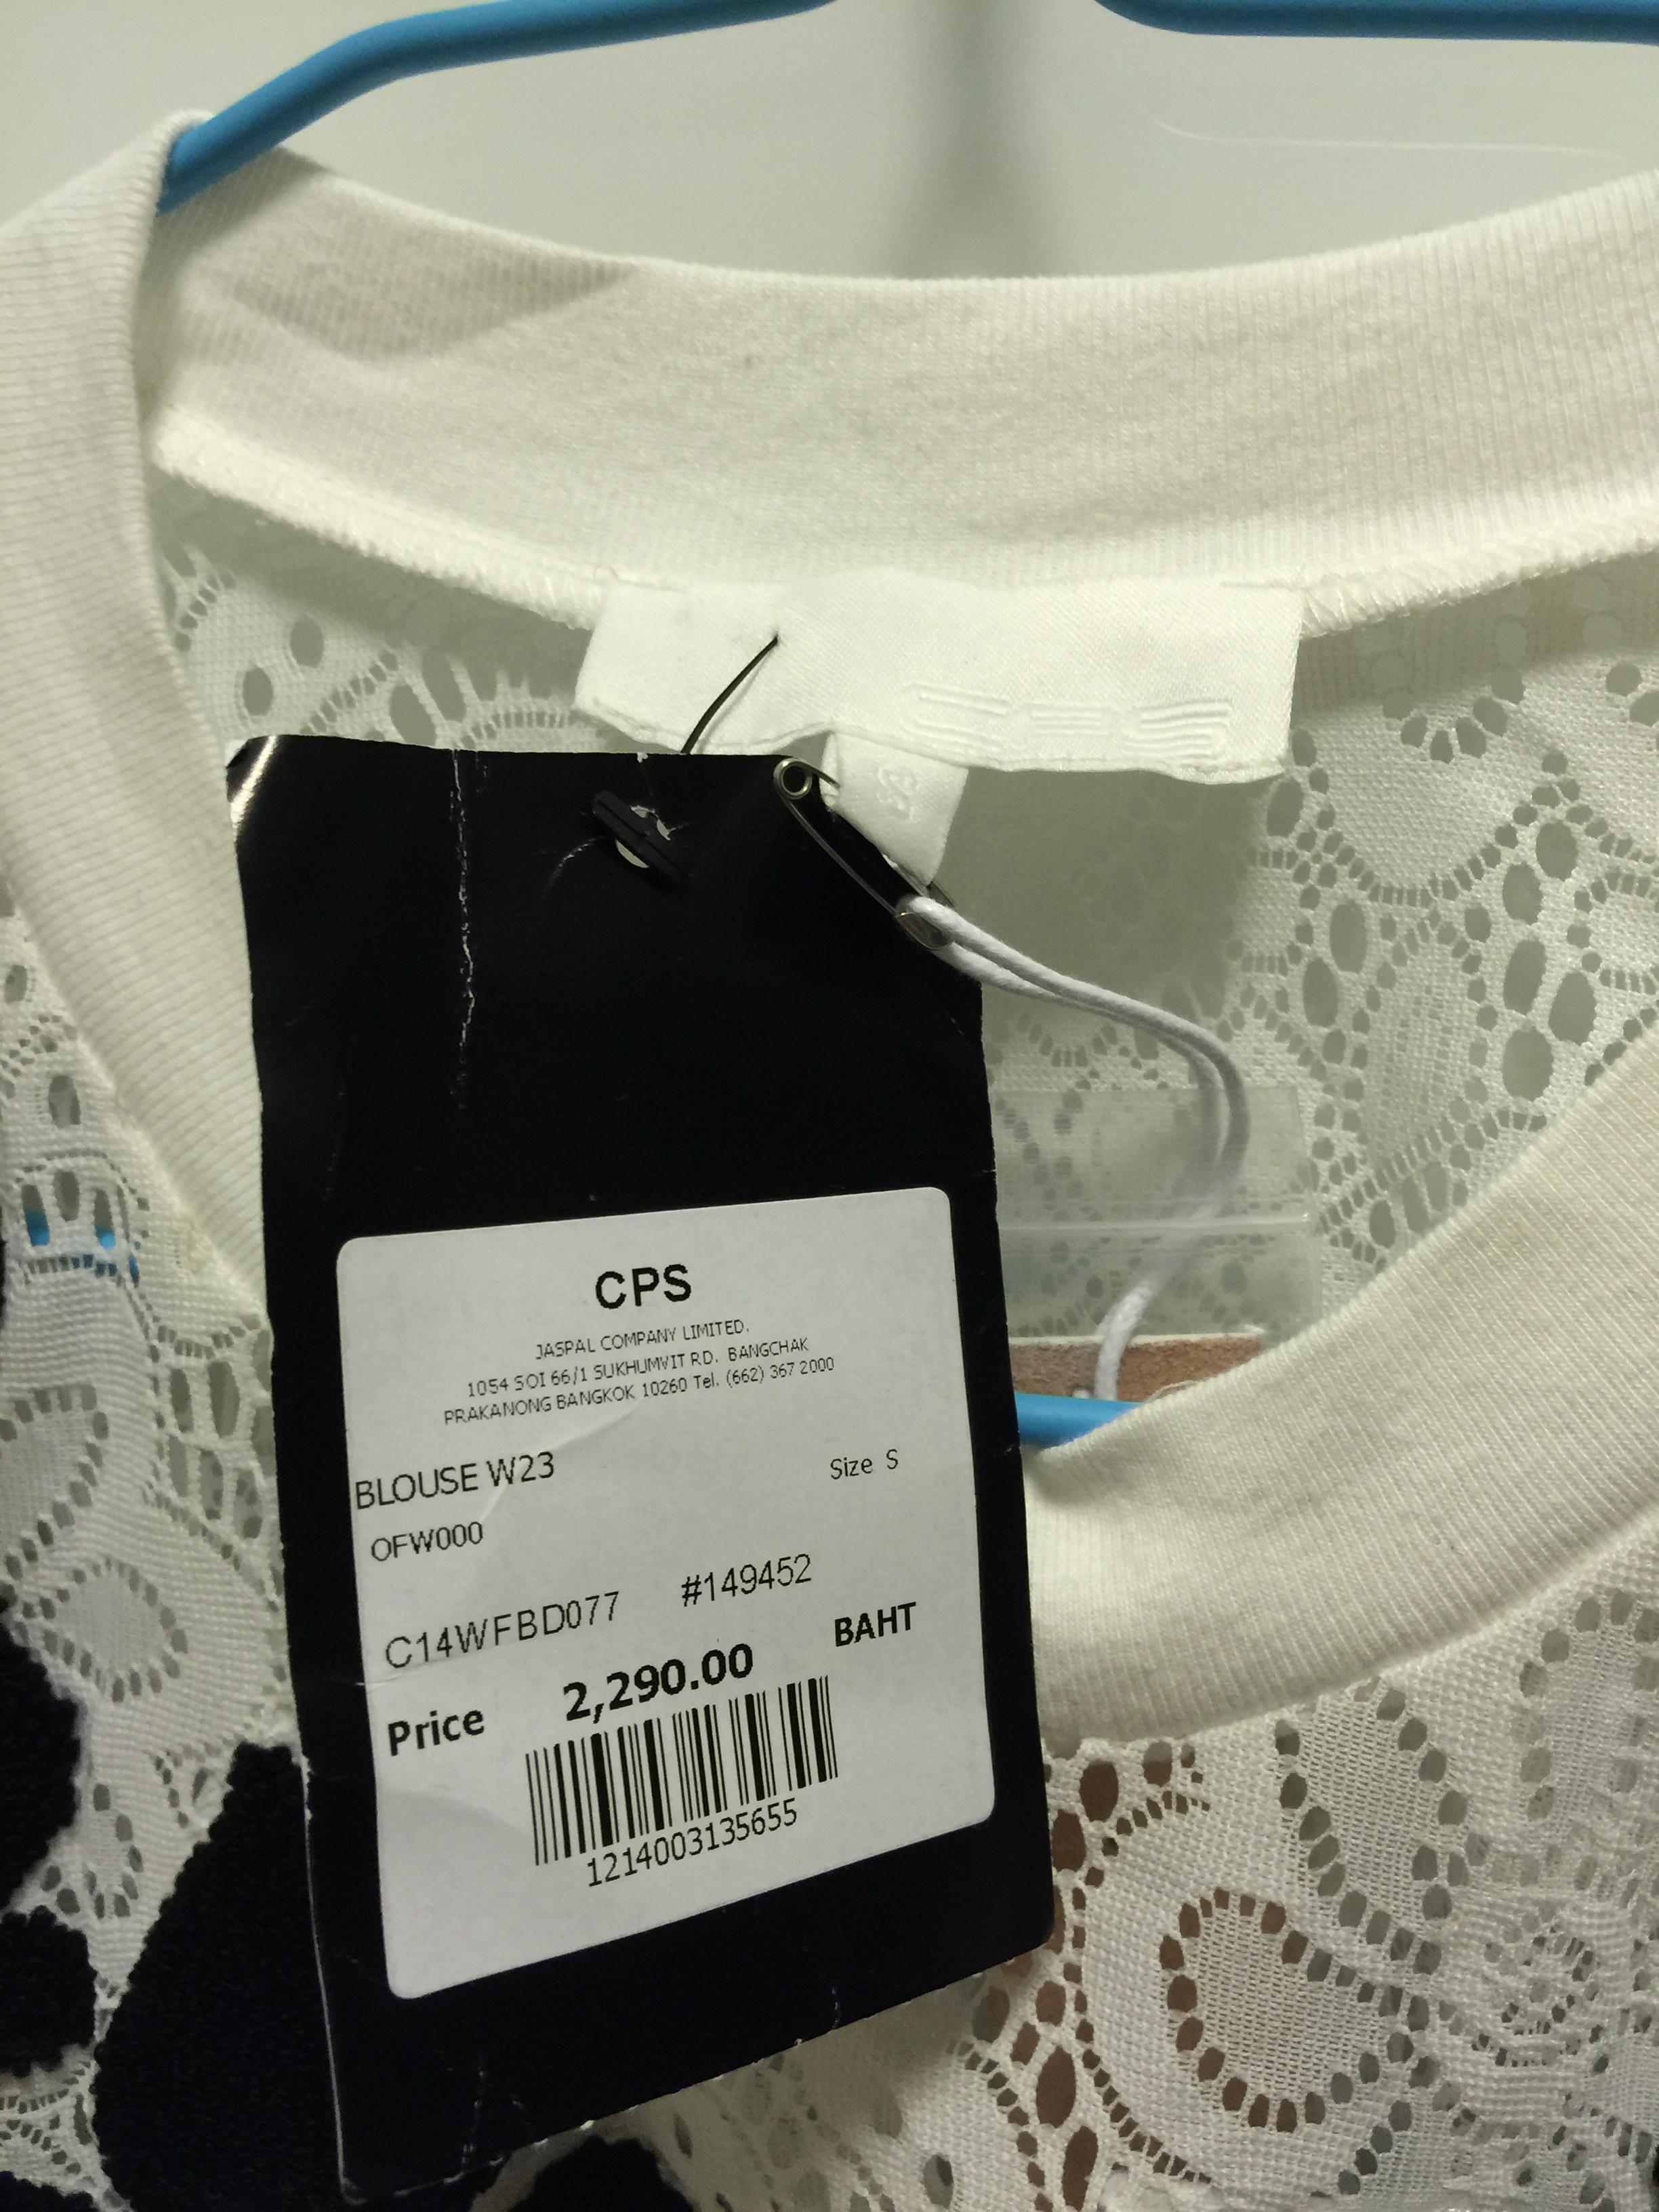 S
CPS
JASPAL COMPANY LIMITED.
1054 SOI 66/1 SUKHUMVIT RD. BANGCHAK
PRAKANONG BANGKOK 10260 Tel. (662) 367 2000
BLOUSE W23 Size S
OFW000
C14WFBD077 #149452
Price 2,290.00 BAHT
1214003135655